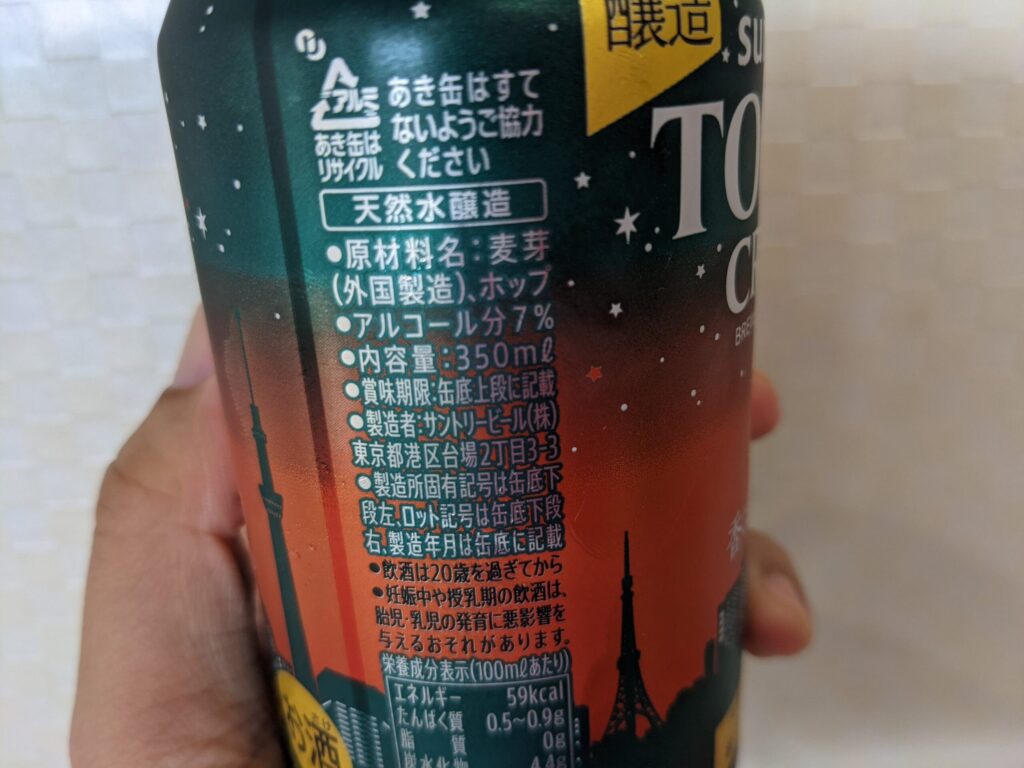 醸造
su
TO
C
アルミ
あき缶は
リサイクル
あき缶はすて
ないようご協力
ください
天然水醸造
●原材料名:麦芽
(外国製造)、ホップ
●アルコール分7%
●内容量:350mℓ
●賞味期限:缶底上段に記載
●製造者:サントリービール(株)
東京都港区台場2丁目3-3
●製造所固有記号は缶底下
段左、ロット記号は缶底下段
右、製造年月は缶底に記載
●飲酒は20歳を過ぎてから
●妊娠中や授乳期の飲酒は、
胎児・乳児の発育に悪影響を
与えるおそれがあります。
栄養成分表示(100mℓあたり)
エネルギー 59kcal
たんぱく質 0.5~0.9g
脂質 0g
炭水化物 4.4g
お酒